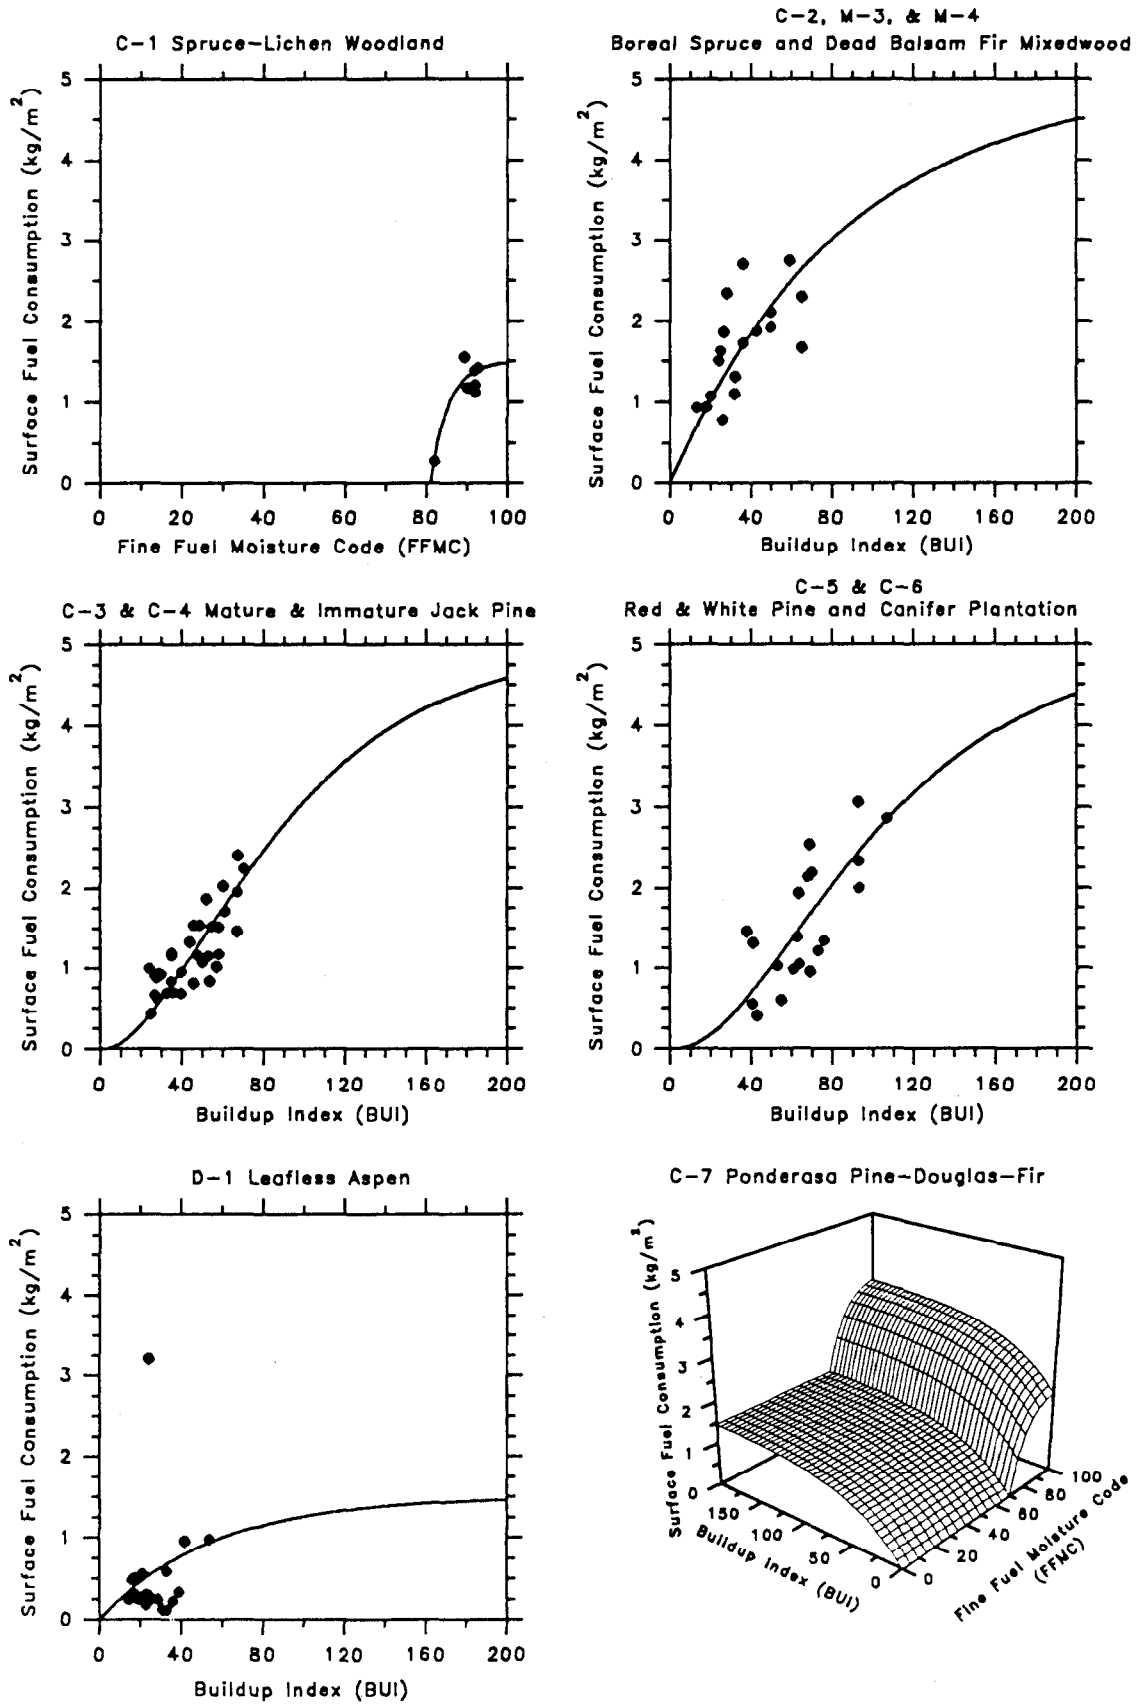 C-1 Spruce-Lichen Woodland
Surface Fuel Consumption (kg/m²)
5
4
3
2
1
0
0 20 40 60 80 100
Fine Fuel Moisture Code (FFMC)
C-2, M-3, & M-4
Boreal Spruce and Dead Balsam Fir Mixedwood
Surface Fuel Consumption (kg/m²)
5
4
3
2
1
0
0 40 80 120 160 200
Buildup Index (BUI)
C-3 & C-4 Mature & Immature Jack Pine
Surface Fuel Consumption (kg/m²)
5
4
3
2
1
0
0 40 80 120 160 200
Buildup Index (BUI)
C-5 & C-6
Red & White Pine and Canifer Plantation
Surface Fuel Consumption (kg/m²)
5
4
3
2
1
0
0 40 80 120 160 200
Buildup Index (BUI)
D-1 Leafless Aspen
Surface Fuel Consumption (kg/m²)
5
4
3
2
1
0
0 40 80 120 160 200
Buildup Index (BUI)
C-7 Ponderasa Pine-Douglas-Fir
Surface Fuel Consumption (kg/m²)
5
4
3
2
1
0
150 100 50 0
Buildup Index (BUI)
0 20 40 60 80 100
Fine Fuel Moisture Code
(FFMC)